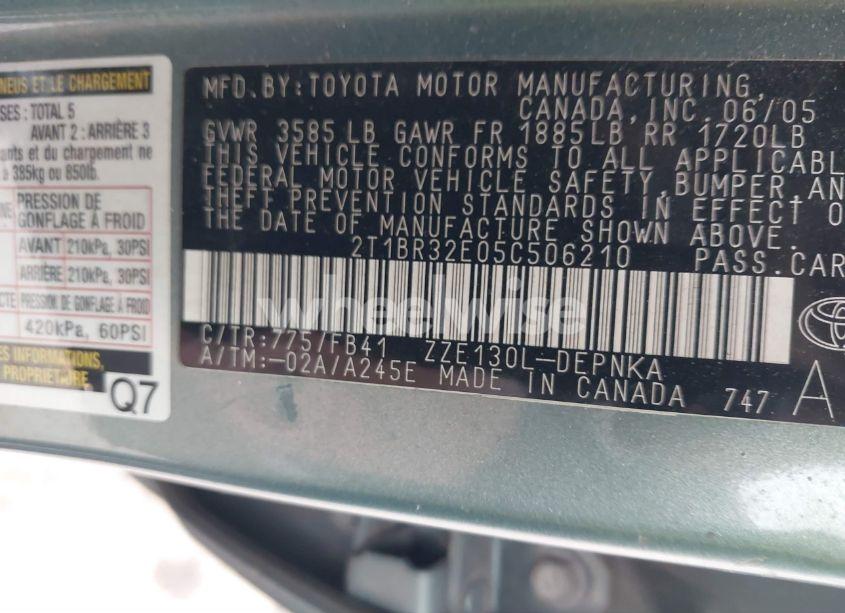 NEUS ET LE CHARGEMENT
SES : TOTAL 5
AVANT 2 : ARRIÈRE 3
ants et du chargement ne
à 385kg ou 850lb.
PRESSION DE
GONFLAGE À FROID
AVANT 210kPa, 30PSI
ARRIÈRE 210kPa, 30PSI
PRESSION DE GONFLAGE À FROID
420kPa, 60PSI
PROPRIÉTAIRE
Q7
MFD. BY: TOYOTA MOTOR MANUFACTURING,
CANADA, INC. 06/05
GVWR 3585 LB GAWR FR 1885LB RR 1720LB
THIS VEHICLE CONFORMS TO ALL APPLICABL
FEDERAL MOTOR VEHICLE SAFETY, BUMPER, AN
THEFT PREVENTION STANDARDS IN EFFECT O
THE DATE OF MANUFACTURE SHOWN ABOVE.
2T1BR32E05C506210 PASS. CAR
wheelwise
C/TR: 775/FB41 ZZE130L-DEPNKA
A/TM: -02A/A245E MADE IN CANADA 747 A